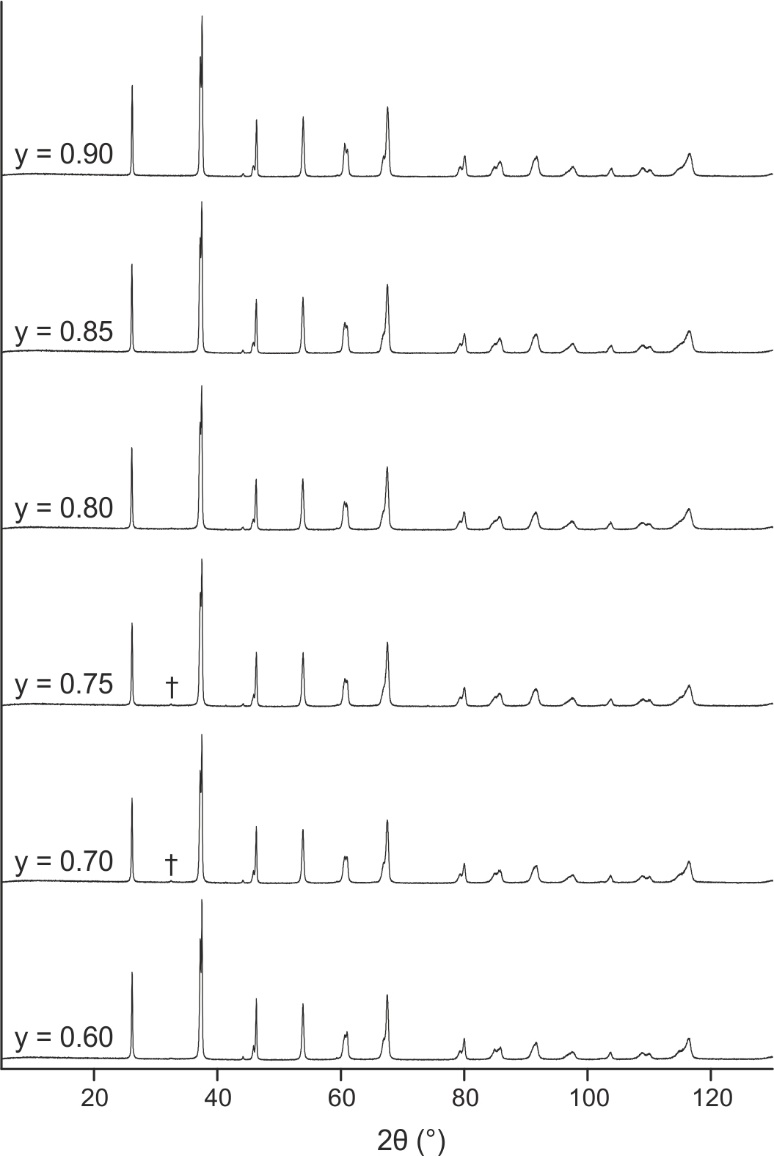 y = 0.90
y = 0.85
y = 0.80
y = 0.75
†
y = 0.70
†
y = 0.60
20 40 60 80 100 120
2θ (°)